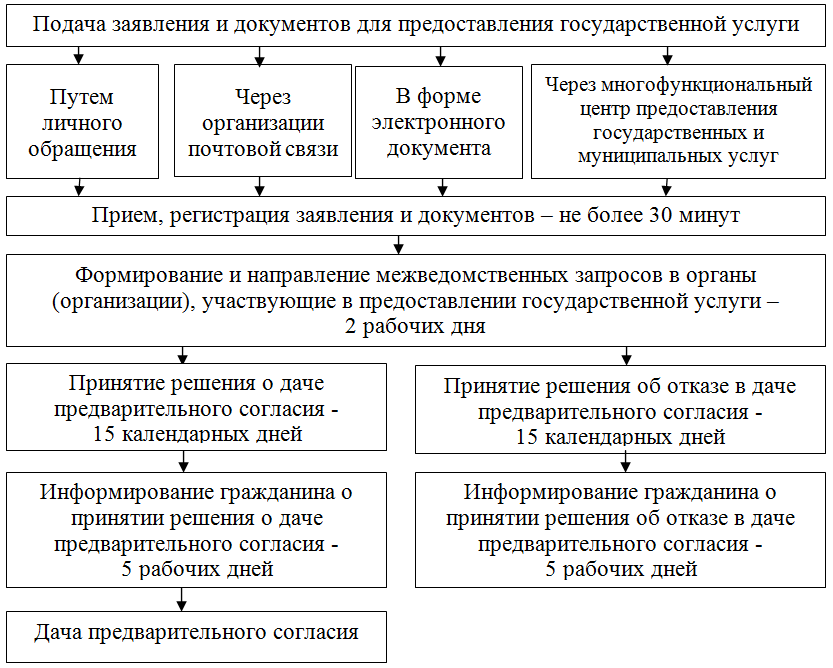 Подача заявления и документов для предоставления государственной услуги
Путем
личного
обращения
Через
организации
почтовой связи
В форме
электронного
документа
Через многофункциональный
центр предоставления
государственных и
муниципальных услуг
Прием, регистрация заявления и документов – не более 30 минут
Формирование и направление межведомственных запросов в органы
(организации), участвующие в предоставлении государственной услуги –
2 рабочих дня
Принятие решения о даче
предварительного согласия -
15 календарных дней
Принятие решения об отказе в даче
предварительного согласия -
15 календарных дней
Информирование гражданина о
принятии решения о даче
предварительного согласия -
5 рабочих дней
Информирование гражданина о
принятии решения об отказе в даче
предварительного согласия -
5 рабочих дней
Дача предварительного согласия